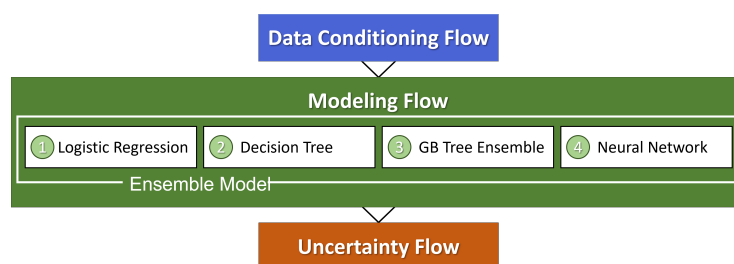 Data Conditioning Flow
Modeling Flow
1 Logistic Regression 2 Decision Tree 3 GB Tree Ensemble 4 Neural Network
Ensemble Model
Uncertainty Flow